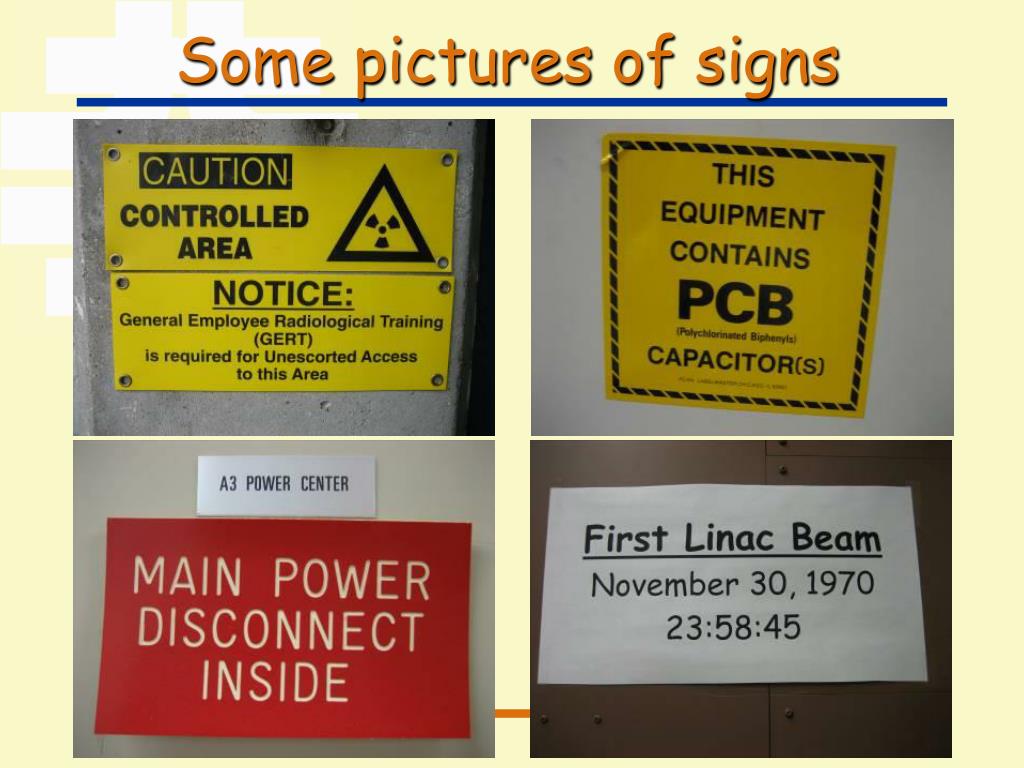 Some pictures of signs
CAUTION
CONTROLLED
AREA
NOTICE:
General Employee Radiological Training
(GERT)
is required for Unescorted Access
to this Area
THIS
EQUIPMENT
CONTAINS
PCB
(Polychlorinated Biphenyls)
CAPACITOR(S)
A3 POWER CENTER
MAIN POWER
DISCONNECT
INSIDE
First Linac Beam
November 30, 1970
23:58:45